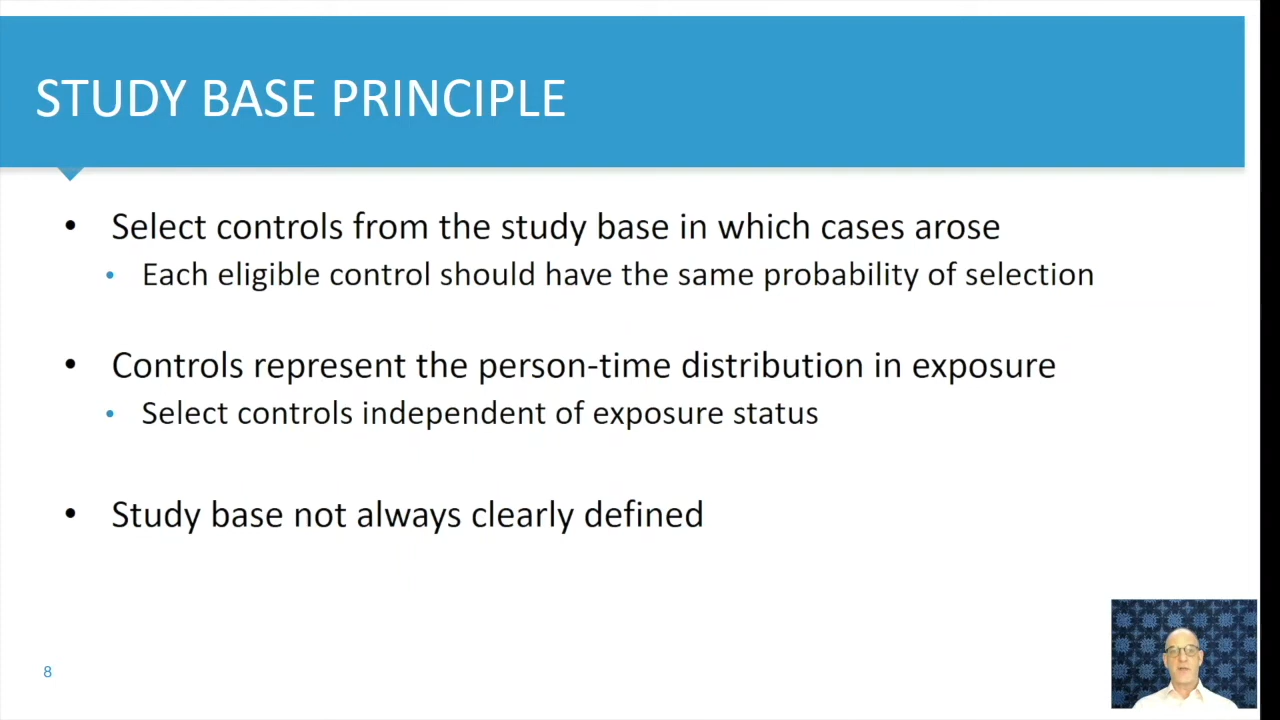 STUDY BASE PRINCIPLE
• Select controls from the study base in which cases arose
• Each eligible control should have the same probability of selection
• Controls represent the person-time distribution in exposure
• Select controls independent of exposure status
• Study base not always clearly defined
8